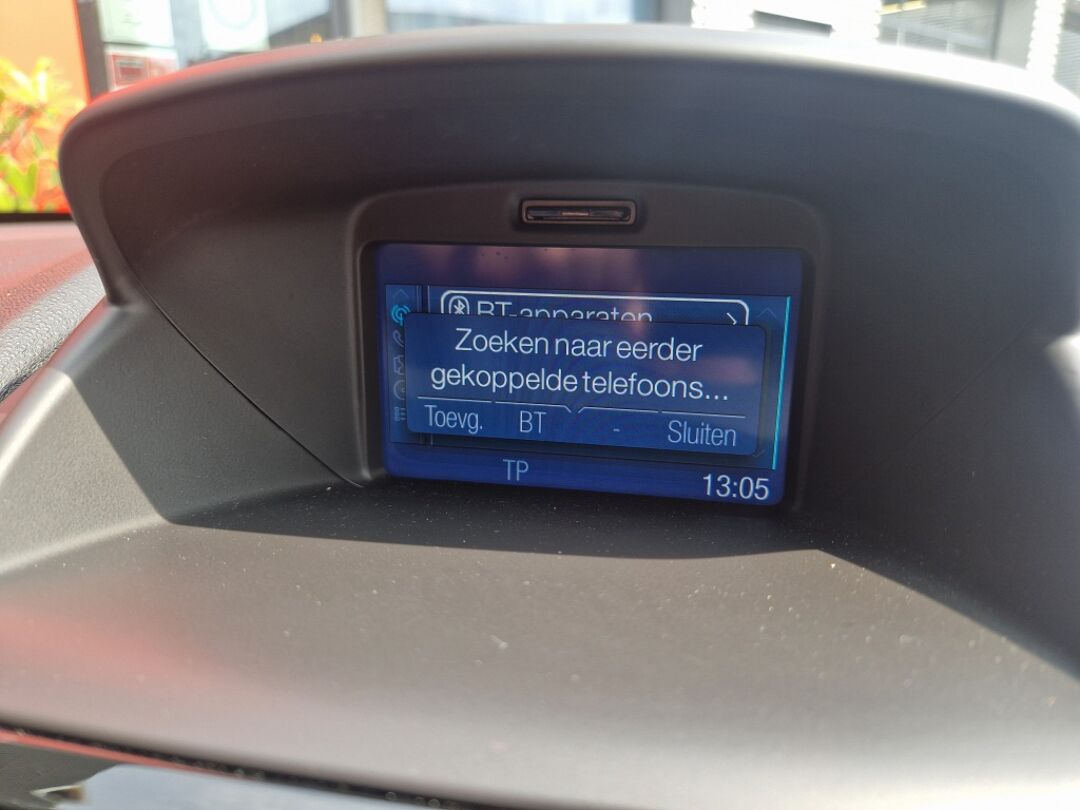 BT-apparaten
Zoeken naar eerder
gekoppelde telefoons...
Toevg. BT - Sluiten
TP
13:05